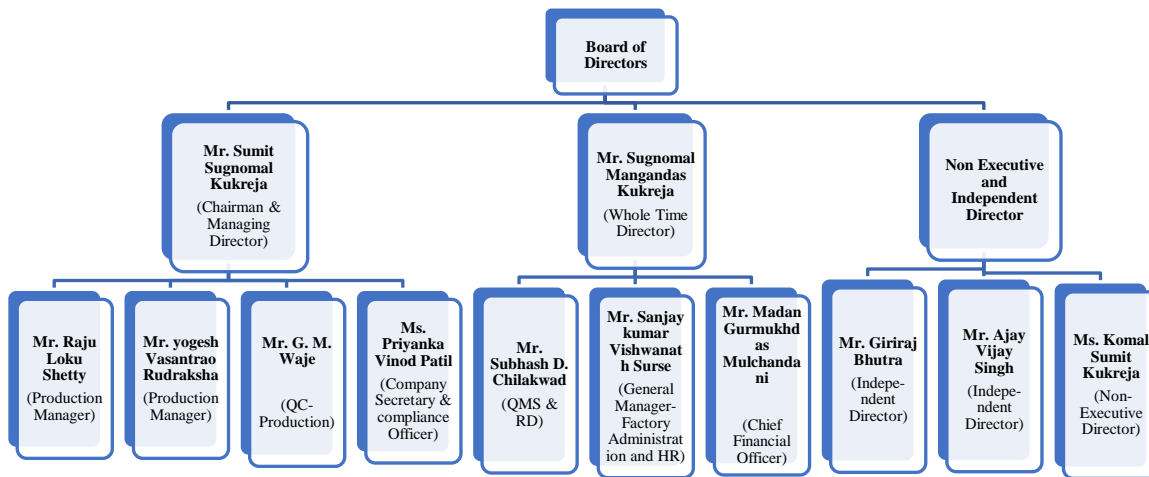 Board of
Directors
Mr. Sumit
Sugnomal
Kukreja
(Chairman &
Managing
Director)
Mr. Sugnomal
Mangandas
Kukreja
(Whole Time
Director)
Non Executive
and
Independent
Director
Mr. Raju
Loku
Shetty
(Production
Manager)
Mr. yogesh
Vasantrao
Rudraksha
(Production
Manager)
Mr. G. M.
Waje
(QC-
Production)
Ms.
Priyanka
Vinod Patil
(Company
Secretary &
compliance
Officer)
Mr.
Subhash D.
Chilakwad
(QMS &
RD)
Mr. Sanjay
kumar
Vishwanat
h Surse
(General
Manager-
Factory
Administrat
ion and HR)
Mr. Madan
Gurmukhd
as
Mulchanda
ni
(Chief
Financial
Officer)
Mr. Giriraj
Bhutra
(Indepe-
ndent
Director)
Mr. Ajay
Vijay
Singh
(Indepe-
ndent
Director)
Ms. Komal
Sumit
Kukreja
(Non-
Executive
Director)